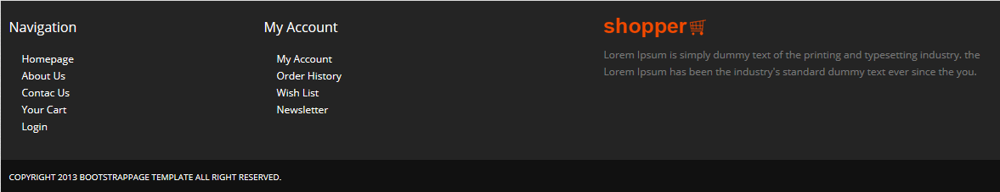 Navigation
Homepage
About Us
Contac Us
Your Cart
Login
My Account
My Account
Order History
Wish List
Newsletter
shopper
Lorem Ipsum is simply dummy text of the printing and typesetting industry. the
Lorem Ipsum has been the industry's standard dummy text ever since the you.
COPYRIGHT 2013 BOOTSTRAPPAGE TEMPLATE ALL RIGHT RESERVED.